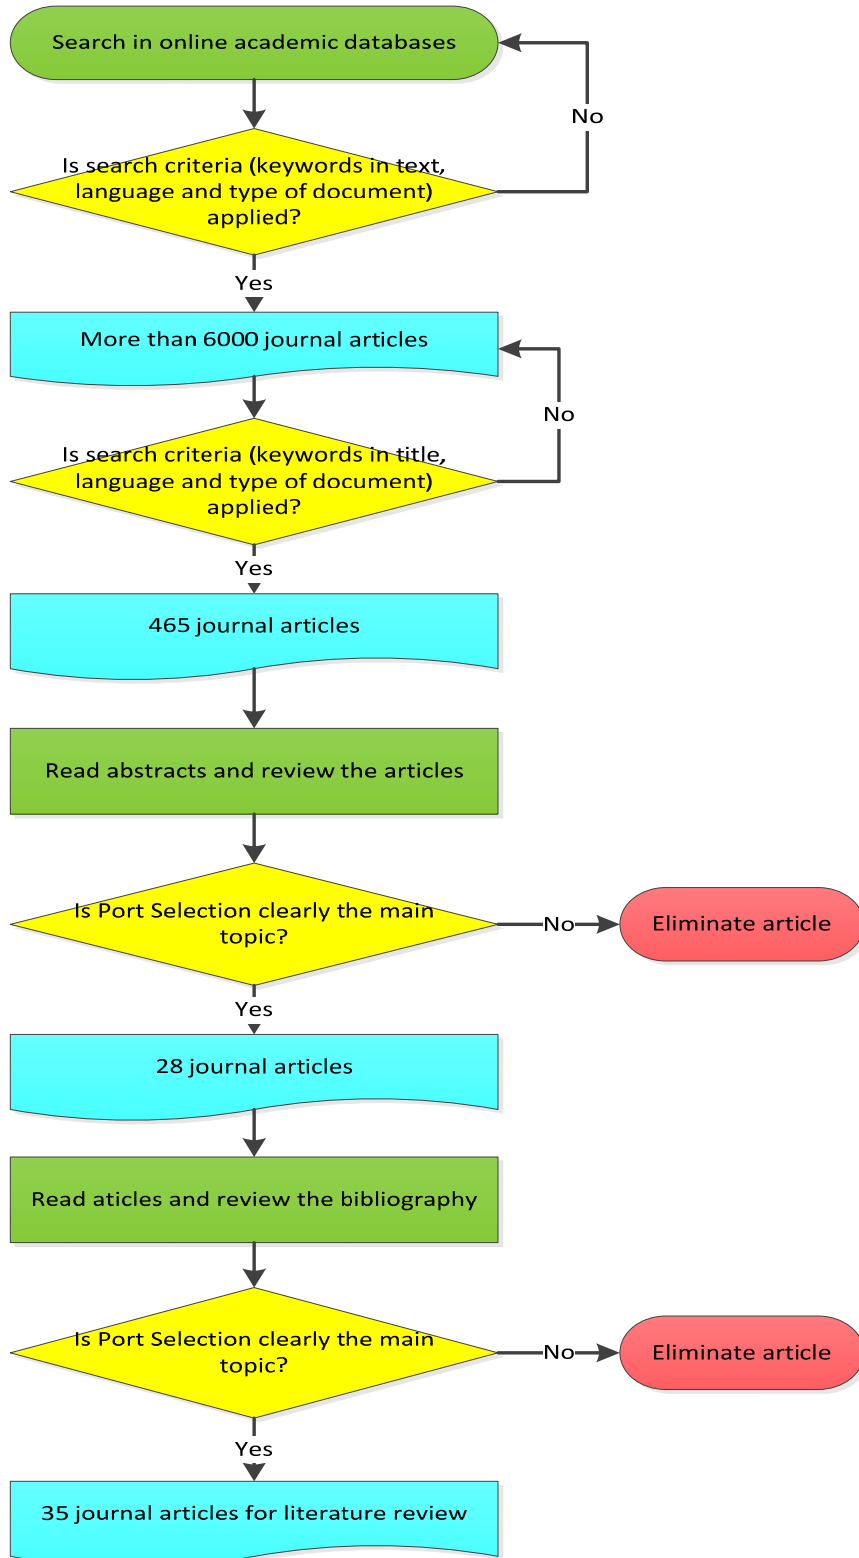 Search in online academic databases
No
Is search criteria (keywords in text,
language and type of document)
applied?
Yes
More than 6000 journal articles
No
Is search criteria (keywords in title,
language and type of document)
applied?
Yes
465 journal articles
Read abstracts and review the articles
Is Port Selection clearly the main
topic?
No
Eliminate article
Yes
28 journal articles
Read aticles and review the bibliography
Is Port Selection clearly the main
topic?
No
Eliminate article
Yes
35 journal articles for literature review